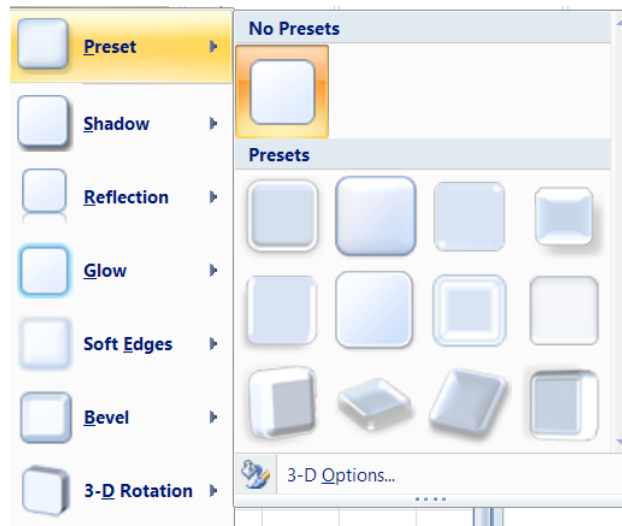 Preset
Shadow
Reflection
Glow
Soft Edges
Bevel
3-D Rotation
No Presets
Presets
3-D Options...